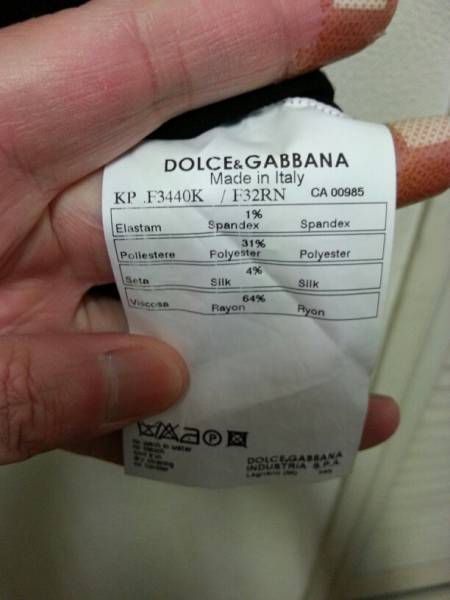 DOLCE&GABBANA
Made in Italy
KP .F3440K / F32RN CA 00985
1%
Elastam Spandex Spandex
31%
Poliestere Polyester Polyester
4%
Seta Silk Silk
64%
Viscosa Rayon Ryon
P
DOLCE&GABBANA
INDUSTRIA S.P.A.